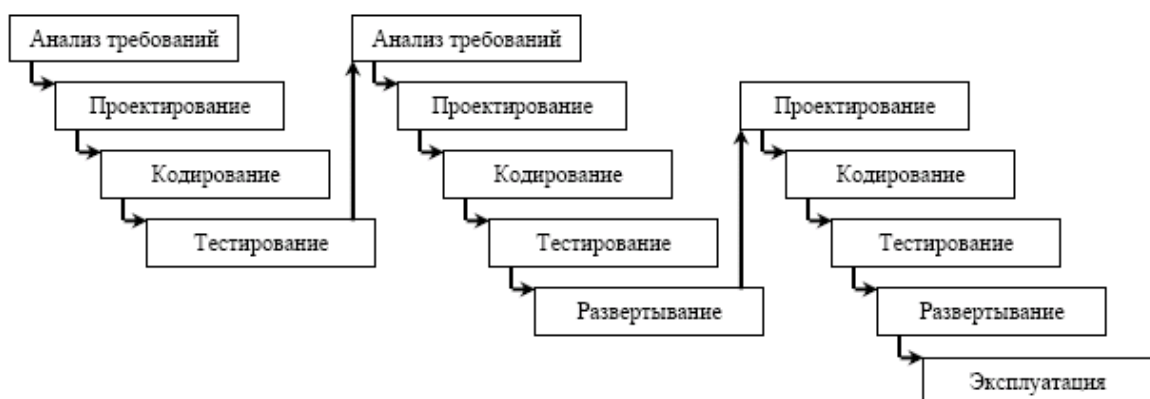 Анализ требований
Проектирование
Кодирование
Тестирование
Анализ требований
Проектирование
Кодирование
Тестирование
Развертывание
Проектирование
Кодирование
Тестирование
Развертывание
Эксплуатация